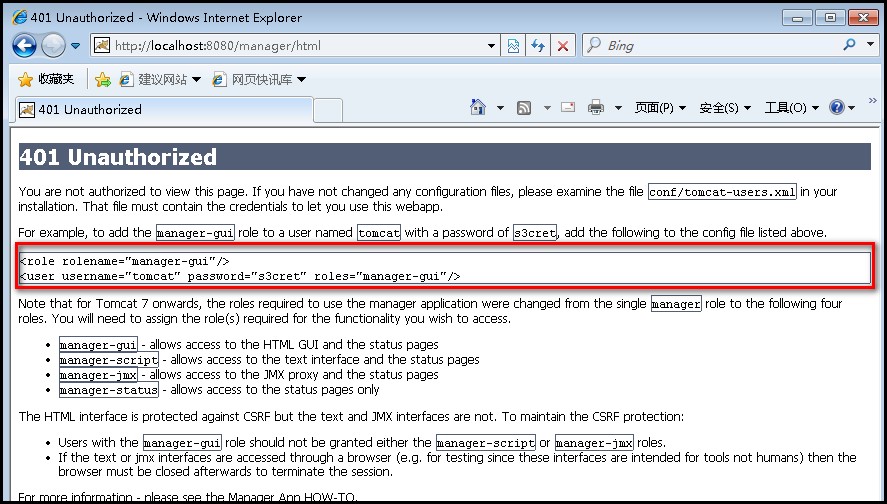 401 Unauthorized - Windows Internet Explorer
http://localhost:8080/manager/html
Bing
收藏夹
建议网站
网页快讯库
401 Unauthorized
页面(P)
安全(S)
工具(O)
»
401 Unauthorized
You are not authorized to view this page. If you have not changed any configuration files, please examine the file conf/tomcat-users.xml in your
installation. That file must contain the credentials to let you use this webapp.
For example, to add the manager-gui role to a user named tomcat with a password of s3cret, add the following to the config file listed above.
<role rolename="manager-gui"/>
<user username="tomcat" password="s3cret" roles="manager-gui"/>
Note that for Tomcat 7 onwards, the roles required to use the manager application were changed from the single manager role to the following four
roles. You will need to assign the role(s) required for the functionality you wish to access.
• manager-gui - allows access to the HTML GUI and the status pages
• manager-script - allows access to the text interface and the status pages
• manager-jmx - allows access to the JMX proxy and the status pages
• manager-status - allows access to the status pages only
The HTML interface is protected against CSRF but the text and JMX interfaces are not. To maintain the CSRF protection:
• Users with the manager-gui role should not be granted either the manager-script or manager-jmx roles.
• If the text or jmx interfaces are accessed through a browser (e.g. for testing since these interfaces are intended for tools not humans) then the
browser must be closed afterwards to terminate the session.
For more information - please see the Manager App HOW-TO.